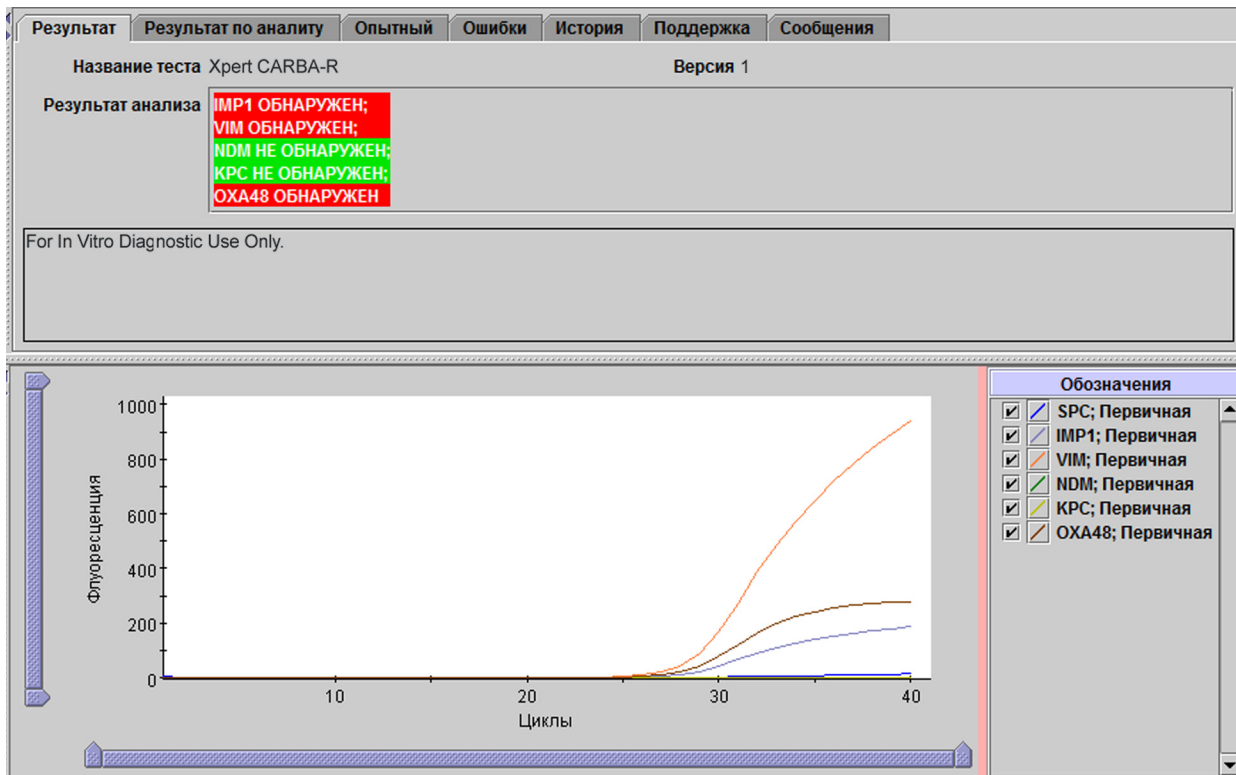 Результат Результат по аналиту Опытный Ошибки История Поддержка Сообщения
Название теста Xpert CARBA-R Версия 1
Результат анализа
IMP1 ОБНАРУЖЕН;
VIM ОБНАРУЖЕН;
NDM НЕ ОБНАРУЖЕН;
KPC НЕ ОБНАРУЖЕН;
OXA48 ОБНАРУЖЕН
For In Vitro Diagnostic Use Only.
Флуоресценция
1000
800
600
400
200
0
10 20 30 40
Циклы
Обозначения
SPC; Первичная
IMP1; Первичная
VIM; Первичная
NDM; Первичная
KPC; Первичная
OXA48; Первичная